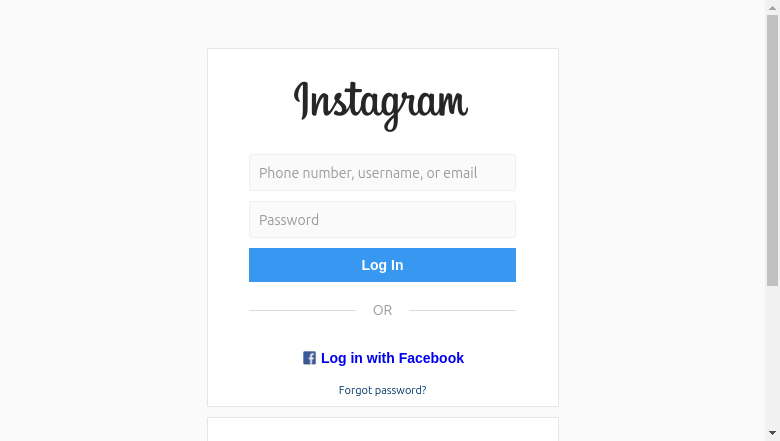 Instagram
Phone number, username, or email
Password
Log In
OR
Log in with Facebook
Forgot password?